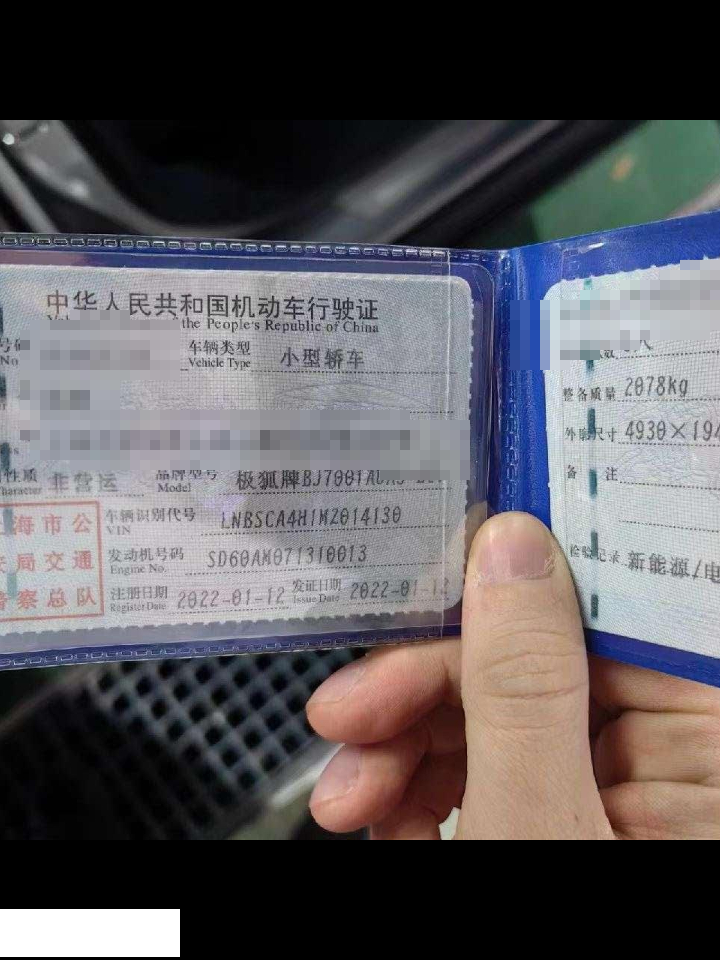 中华人民共和国机动车行驶证
the People's Republic of China
No
车辆类型 小型轿车
Vehicle Type
性质 非营运 品牌型号 极狐牌BJ7001
Character Model
车辆识别代号 LNBSCA4H1MZ014130
VIN
发动机号码 SD60AM071310013
Engine No.
注册日期 2022-01-12 发证日期 2022-01-12
Register Date Issue Date
海市公
局交通
警察总队
整备质量 2078kg
外廓尺寸 4930×194
备 注
检验记录 新能源/电